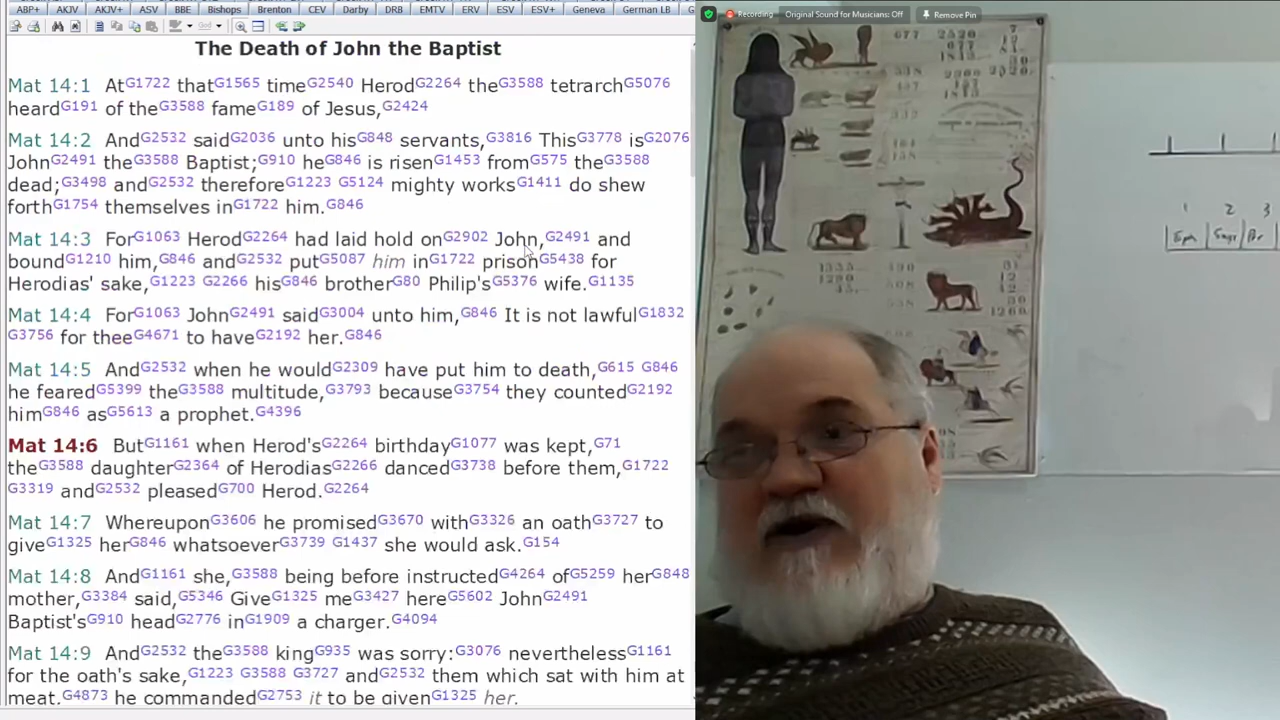 ABP+ AKJV AKJV+ ASV BBE Bishops Brenton CEV Darby DRB EMTV ERV ESV ESV+ Geneva German LB
The Death of John the Baptist
Mat 14:1 AtG1722 thatG1565 timeG2540 HerodG2264 theG3588 tetrarchG5076
heardG191 of theG3588 fameG189 of Jesus,G2424
Mat 14:2 AndG2532 saidG2036 unto hisG848 servants,G3816 ThisG3778 isG2076
JohnG2491 theG3588 Baptist;G910 heG846 is risenG1453 fromG575 theG3588
dead;G3498 andG2532 thereforeG1223 G5124 mighty worksG1411 do shew
forthG1754 themselves inG1722 him.G846
Mat 14:3 ForG1063 HerodG2264 had laid hold onG2902 John,G2491 and
boundG1210 him,G846 andG2532 putG5087 him inG1722 prisonG5438 for
Herodias' sake,G1223 G2266 hisG846 brotherG80 Philip'sG5376 wife.G1135
Mat 14:4 ForG1063 JohnG2491 saidG3004 unto him,G846 It is not lawfulG1832
G3756 for theeG4671 to haveG2192 her.G846
Mat 14:5 AndG2532 when he wouldG2309 have put him to death,G615 G846
he fearedG5399 theG3588 multitude,G3793 becauseG3754 they countedG2192
himG846 asG5613 a prophet.G4396
Mat 14:6 ButG1161 when Herod'sG2264 birthdayG1077 was kept,G71
theG3588 daughterG2364 of HerodiasG2266 dancedG3738 before them,G1722
G3319 andG2532 pleasedG700 Herod.G2264
Mat 14:7 WhereuponG3606 he promisedG3670 withG3326 an oathG3727 to
giveG1325 herG846 whatsoeverG3739 G1437 she would ask.G154
Mat 14:8 AndG1161 she,G3588 being before instructedG4264 ofG5259 herG848
mother,G3384 said,G5346 GiveG1325 meG3427 hereG5602 JohnG2491
Baptist'sG910 headG2776 inG1909 a charger.G4094
Mat 14:9 AndG2532 theG3588 kingG935 was sorry:G3076 neverthelessG1161
for the oath's sake,G1223 G3588 G3727 andG2532 them which sat with him at
meat,G4873 he commandedG2753 it to be givenG1325 her.
Recording Original Sound for Musicians: Off Remove Pin
677 2520
677
1260
1 2 3
Eph